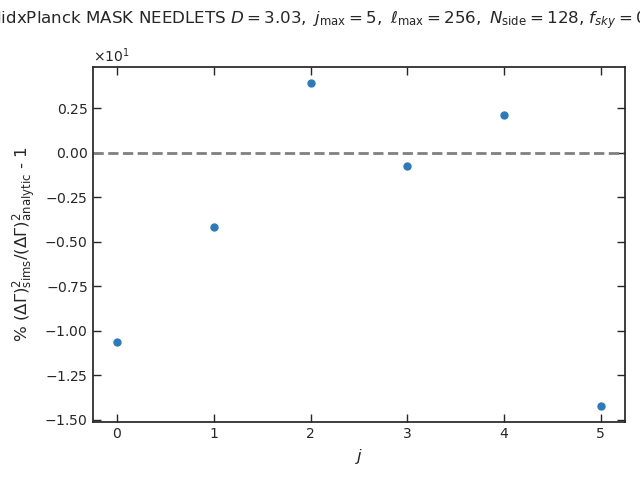 idxPlanck MASK NEEDLETS D = 3.03, j_max = 5, ℓ_max = 256, N_side = 128, f_sky = 0
×10^1
0.25
0.00
−0.25
−0.50
−0.75
−1.00
−1.25
−1.50
% (ΔΓ)^2_sims/(ΔΓ)^2_analytic - 1
0 1 2 3 4 5
j